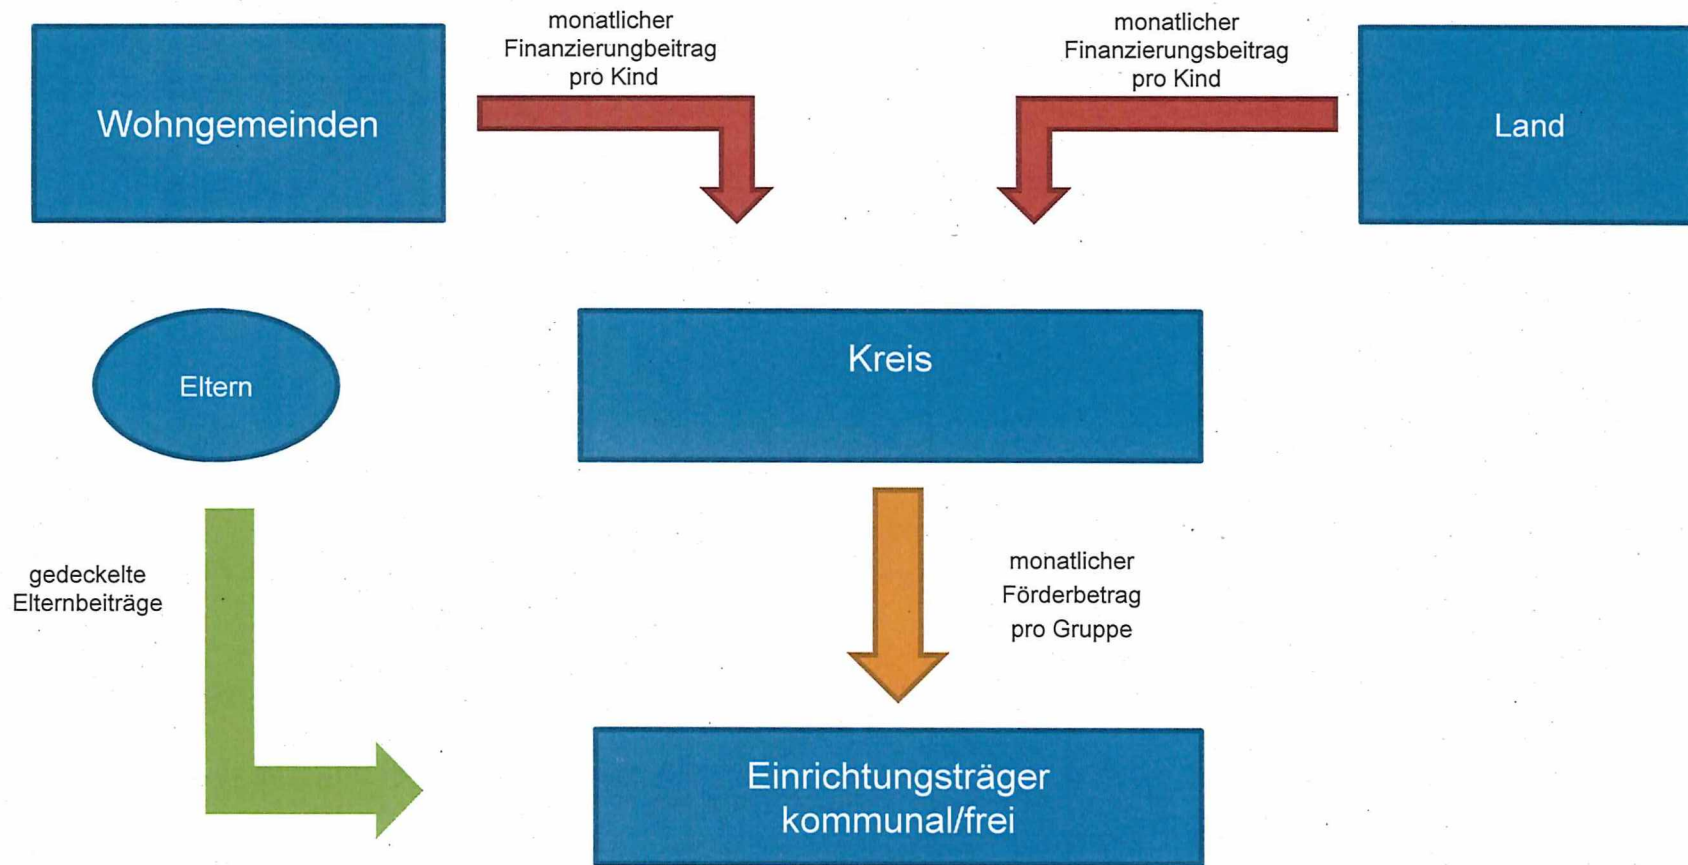 monatlicher
Finanzierungbeitrag
pro Kind
monatlicher
Finanzierungsbeitrag
pro Kind
Wohngemeinden
Land
Eltern
Kreis
gedeckelte
Elternbeiträge
monatlicher
Förderbetrag
pro Gruppe
Einrichtungsträger
kommunal/frei